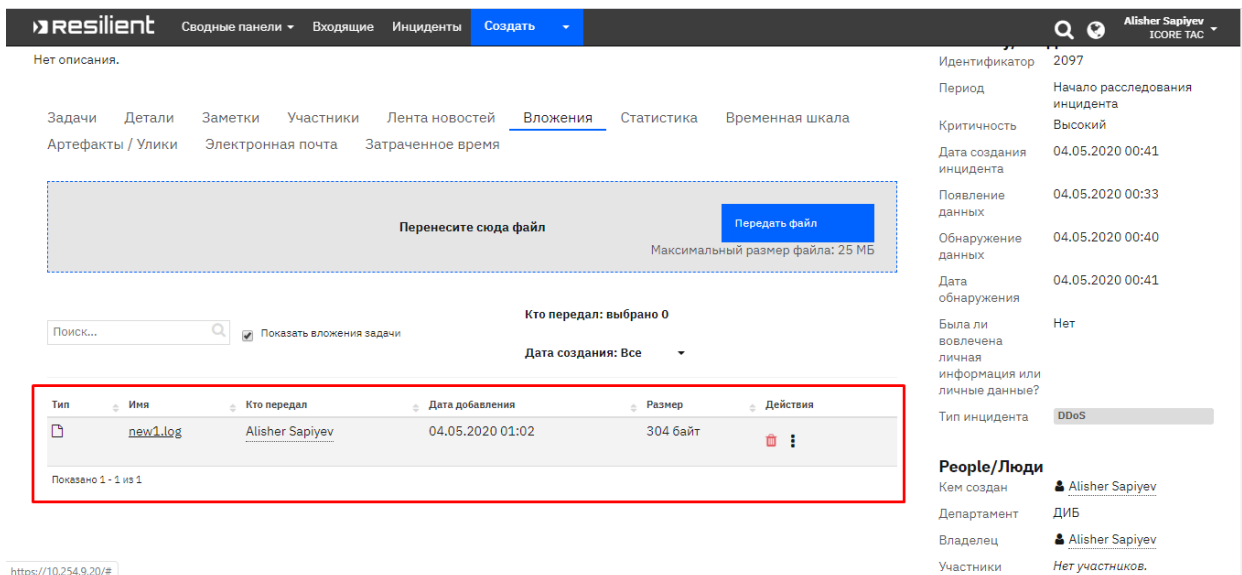 Resilient Сводные панели Входящие Инциденты Создать Alisher Sapiyev
ICORE TAC
Нет описания.
Задачи Детали Заметки Участники Лента новостей Вложения Статистика Временная шкала
Артефакты / Улики Электронная почта Затраченное время
Перенесите сюда файл
Передать файл
Максимальный размер файла: 25 МБ
Поиск...
Показать вложения задачи
Кто передал: выбрано 0
Дата создания: Все
Тип Имя Кто передал Дата добавления Размер Действия
new1.log Alisher Sapiyev 04.05.2020 01:02 304 байт
Показано 1 - 1 из 1
https://10.254.9.20/#
Идентификатор 2097
Период Начало расследования
инцидента
Критичность Высокий
Дата создания 04.05.2020 00:41
инцидента
Появление 04.05.2020 00:33
данных
Обнаружение 04.05.2020 00:40
данных
Дата 04.05.2020 00:41
обнаружения
Была ли Нет
вовлечена
личная
информация или
личные данные?
Тип инцидента DDoS
People/Люди
Кем создан Alisher Sapiyev
Департамент ДИБ
Владелец Alisher Sapiyev
Участники Нет участников.